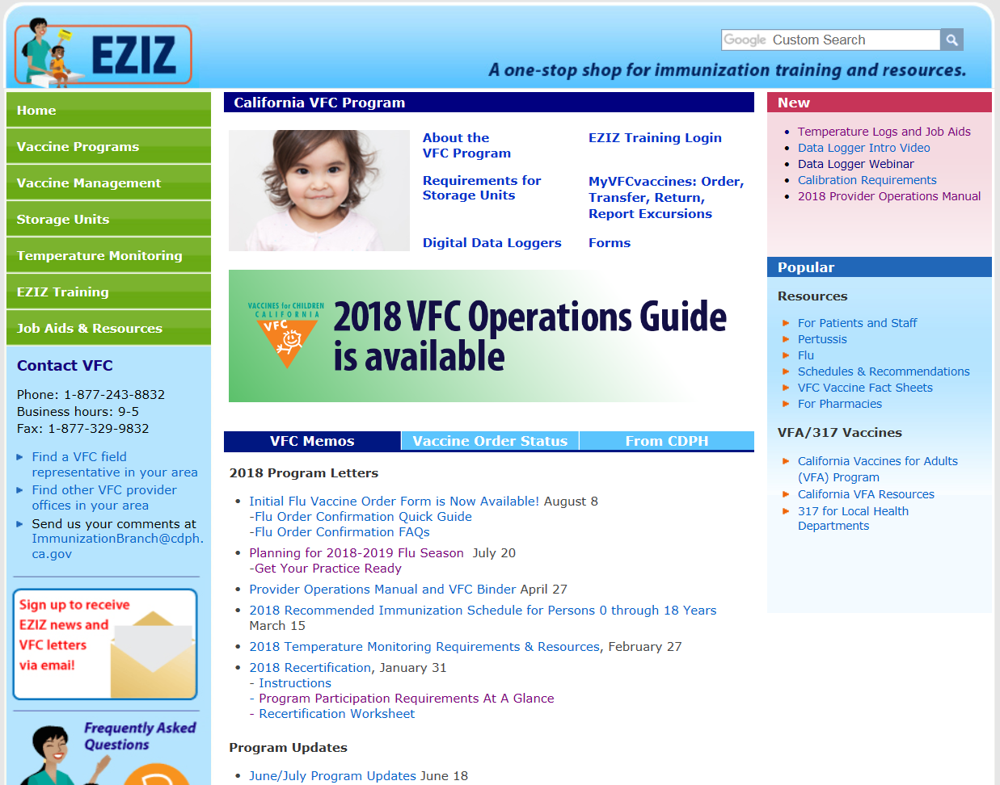 EZIZ
Google Custom Search
A one-stop shop for immunization training and resources.
Home
Vaccine Programs
Vaccine Management
Storage Units
Temperature Monitoring
EZIZ Training
Job Aids & Resources
Contact VFC
Phone: 1-877-243-8832
Business hours: 9-5
Fax: 1-877-329-9832
Find a VFC field
representative in your area
Find other VFC provider
offices in your area
Send us your comments at
ImmunizationBranch@cdph.
ca.gov
Sign up to receive
EZIZ news and
VFC letters
via email!
Frequently Asked
Questions
California VFC Program
About the
VFC Program
EZIZ Training Login
Requirements for
Storage Units
MyVFCvaccines: Order,
Transfer, Return,
Report Excursions
Digital Data Loggers
Forms
VACCINES for CHILDREN
CALIFORNIA
VFC
2018 VFC Operations Guide
is available
VFC Memos
Vaccine Order Status
From CDPH
2018 Program Letters
Initial Flu Vaccine Order Form is Now Available! August 8
-Flu Order Confirmation Quick Guide
-Flu Order Confirmation FAQs
Planning for 2018-2019 Flu Season July 20
-Get Your Practice Ready
Provider Operations Manual and VFC Binder April 27
2018 Recommended Immunization Schedule for Persons 0 through 18 Years
March 15
2018 Temperature Monitoring Requirements & Resources, February 27
2018 Recertification, January 31
- Instructions
- Program Participation Requirements At A Glance
- Recertification Worksheet
Program Updates
June/July Program Updates June 18
New
Temperature Logs and Job Aids
Data Logger Intro Video
Data Logger Webinar
Calibration Requirements
2018 Provider Operations Manual
Popular
Resources
For Patients and Staff
Pertussis
Flu
Schedules & Recommendations
VFC Vaccine Fact Sheets
For Pharmacies
VFA/317 Vaccines
California Vaccines for Adults
(VFA) Program
California VFA Resources
317 for Local Health
Departments